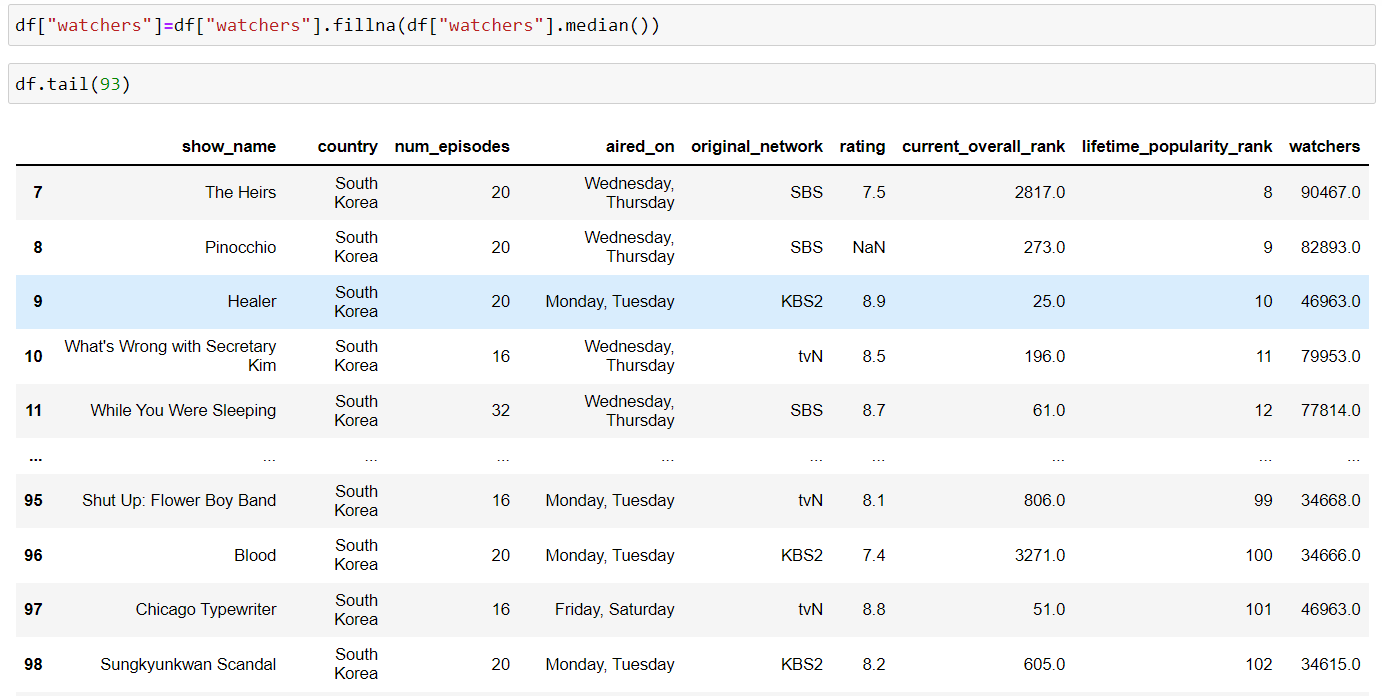 df["watchers"]=df["watchers"].fillna(df["watchers"].median())
df.tail(93)
show_name country num_episodes aired_on original_network rating current_overall_rank lifetime_popularity_rank watchers
7 The Heirs South Korea 20 Wednesday, Thursday SBS 7.5 2817.0 8 90467.0
8 Pinocchio South Korea 20 Wednesday, Thursday SBS NaN 273.0 9 82893.0
9 Healer South Korea 20 Monday, Tuesday KBS2 8.9 25.0 10 46963.0
10 What's Wrong with Secretary Kim South Korea 16 Wednesday, Thursday tvN 8.5 196.0 11 79953.0
11 While You Were Sleeping South Korea 32 Wednesday, Thursday SBS 8.7 61.0 12 77814.0
... ... ... ... ... ... ... ... ... ...
95 Shut Up: Flower Boy Band South Korea 16 Monday, Tuesday tvN 8.1 806.0 99 34668.0
96 Blood South Korea 20 Monday, Tuesday KBS2 7.4 3271.0 100 34666.0
97 Chicago Typewriter South Korea 16 Friday, Saturday tvN 8.8 51.0 101 46963.0
98 Sungkyunkwan Scandal South Korea 20 Monday, Tuesday KBS2 8.2 605.0 102 34615.0